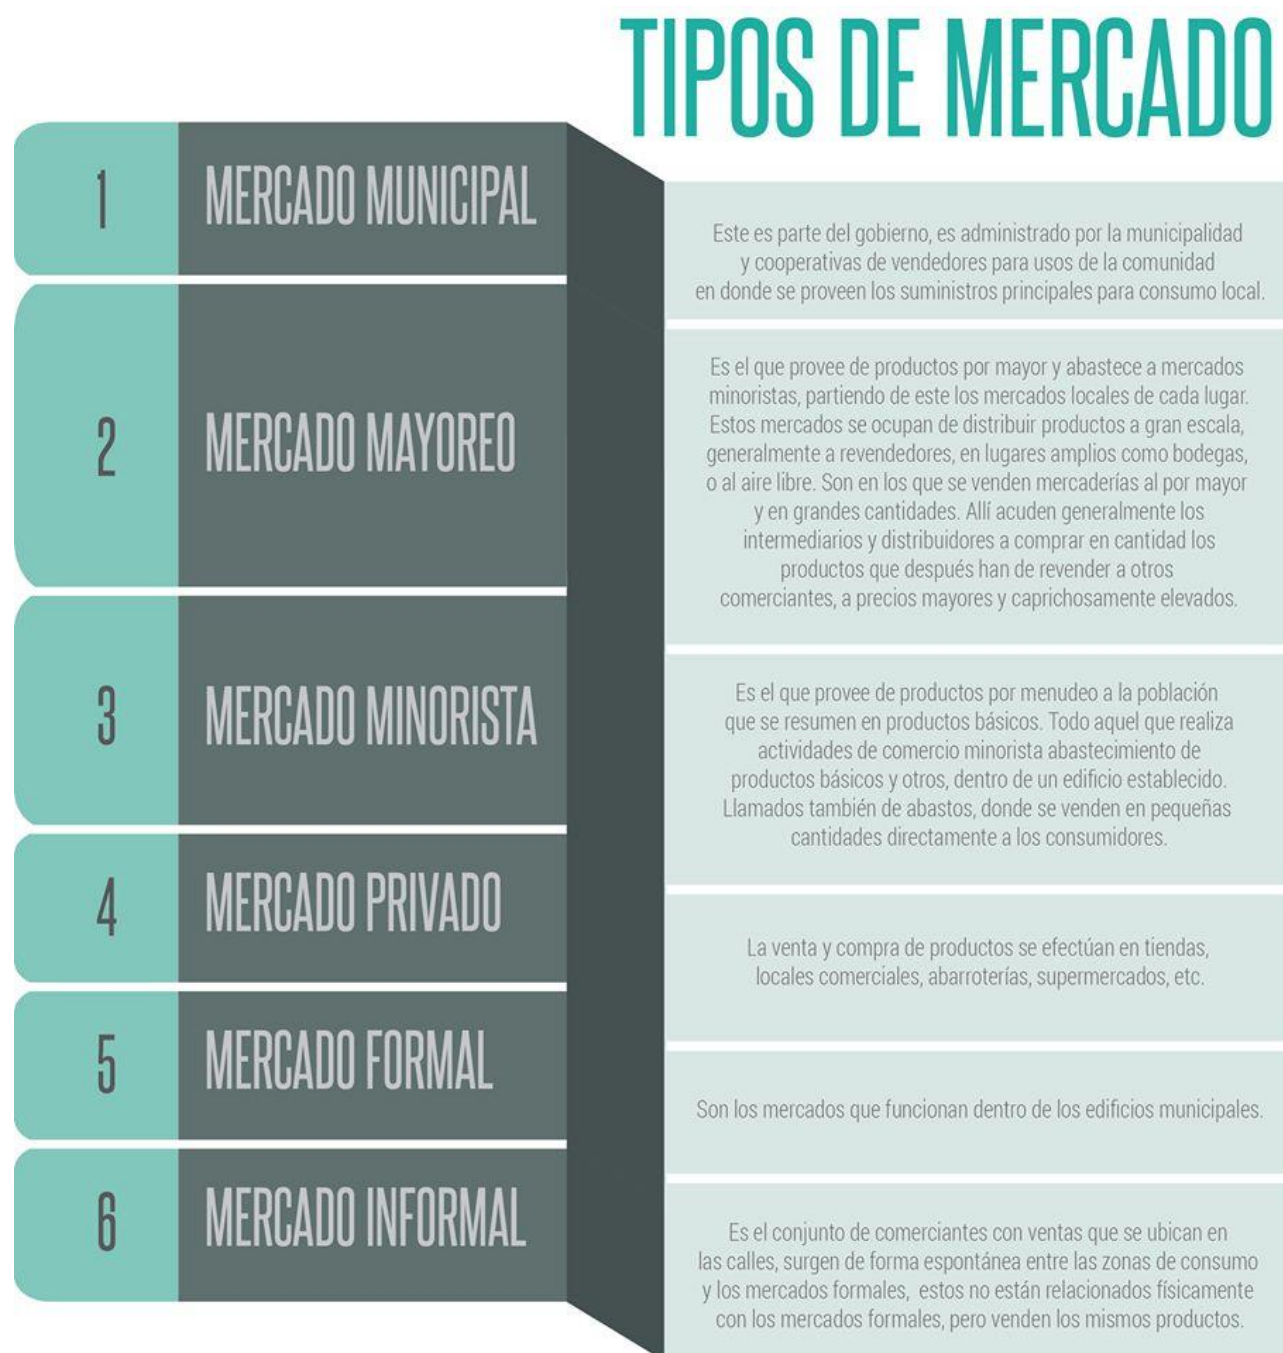 TIPOS DE MERCADO
1
MERCADO MUNICIPAL
Este es parte del gobierno, es administrado por la municipalidad
y cooperativas de vendedores para usos de la comunidad
en donde se proveen los suministros principales para consumo local.
2
MERCADO MAYOREO
Es el que provee de productos por mayor y abastece a mercados
minoristas, partiendo de este los mercados locales de cada lugar.
Estos mercados se ocupan de distribuir productos a gran escala,
generalmente a revendedores, en lugares amplios como bodegas,
o al aire libre. Son en los que se venden mercaderías al por mayor
y en grandes cantidades. Allí acuden generalmente los
intermediarios y distribuidores a comprar en cantidad los
productos que después han de revender a otros
comerciantes, a precios mayores y caprichosamente elevados.
3
MERCADO MINORISTA
Es el que provee de productos por menudeo a la población
que se resumen en productos básicos. Todo aquel que realiza
actividades de comercio minorista abastecimiento de
productos básicos y otros, dentro de un edificio establecido.
Llamados también de abastos, donde se venden en pequeñas
cantidades directamente a los consumidores.
4
MERCADO PRIVADO
La venta y compra de productos se efectúan en tiendas,
locales comerciales, abarroterías, supermercados, etc.
5
MERCADO FORMAL
Son los mercados que funcionan dentro de los edificios municipales.
6
MERCADO INFORMAL
Es el conjunto de comerciantes con ventas que se ubican en
las calles, surgen de forma espontánea entre las zonas de consumo
y los mercados formales, estos no están relacionados físicamente
con los mercados formales, pero venden los mismos productos.